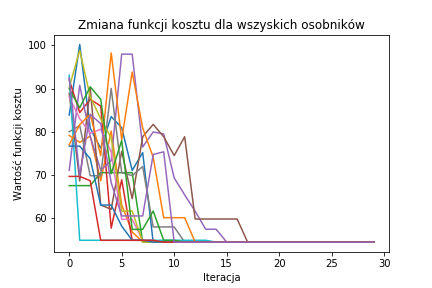 Zmiana funkcji kosztu dla wszyskich osobników
Wartość funkcji kosztu
100
90
80
70
60
0 5 10 15 20 25 30
Iteracja